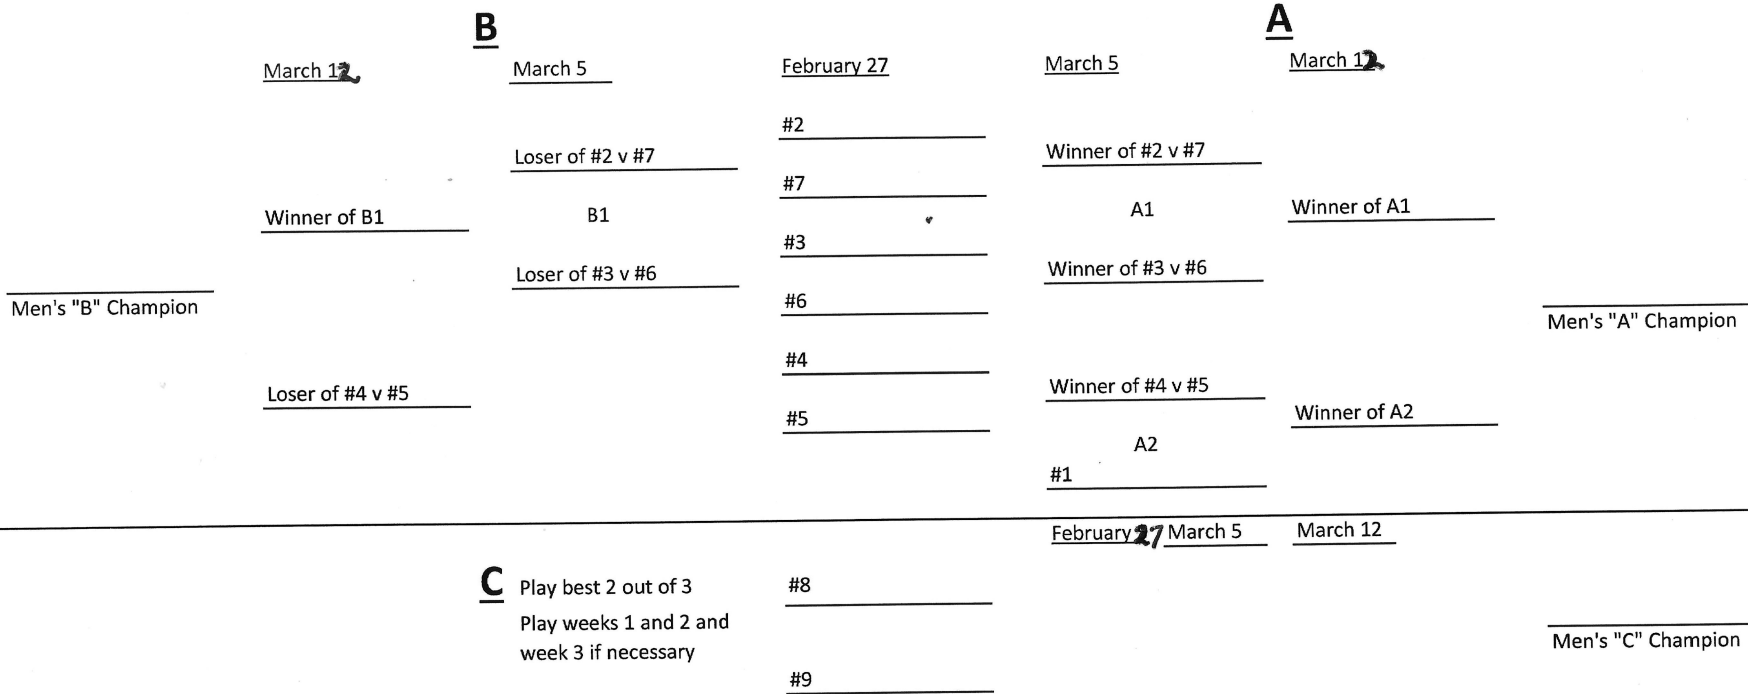 B
A
March 12
March 5
February 27
March 5
March 12
#2
Loser of #2 v #7
Winner of #2 v #7
#7
Winner of B1
B1
A1
Winner of A1
#3
Loser of #3 v #6
Winner of #3 v #6
Men's "B" Champion
#6
Men's "A" Champion
#4
Loser of #4 v #5
Winner of #4 v #5
#5
Winner of A2
A2
#1
February 27 March 5
March 12
C Play best 2 out of 3
#8
Play weeks 1 and 2 and
week 3 if necessary
Men's "C" Champion
#9